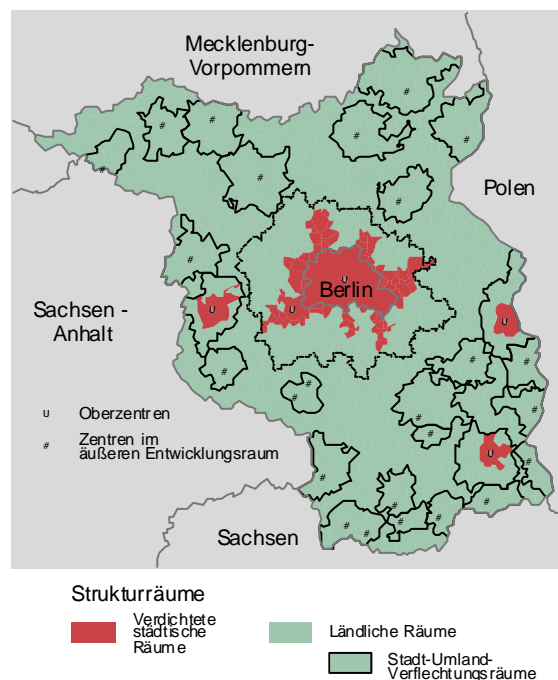 Mecklenburg-
Vorpommern
Polen
Berlin
Sachsen -
Anhalt
U Oberzentren
# Zentren im
äußeren Entwicklungsraum
Sachsen
Strukturräume
Verdichtete
städtische
Räume
Ländliche Räume
Stadt-Umland-
Verflechtungsräume